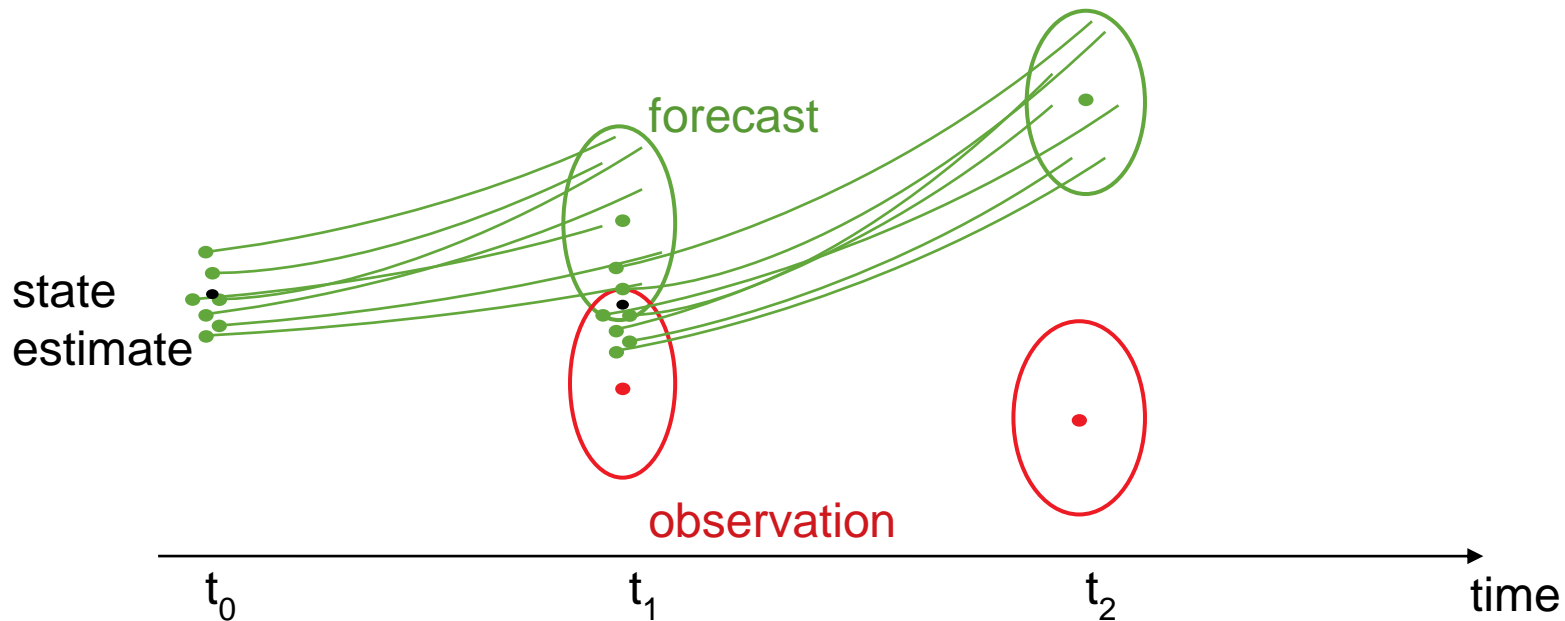 forecast
state
estimate
observation
t0
t1
t2
time